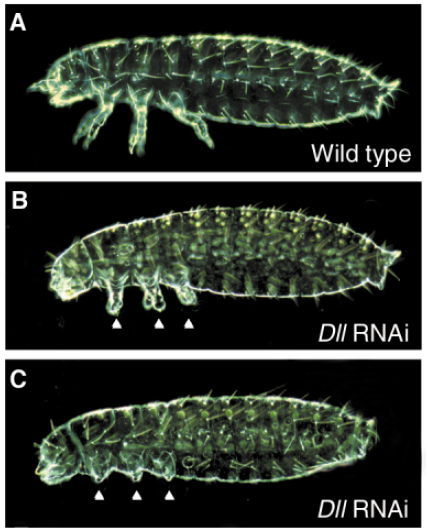 A
Wild type
B
Dll RNAi
C
Dll RNAi